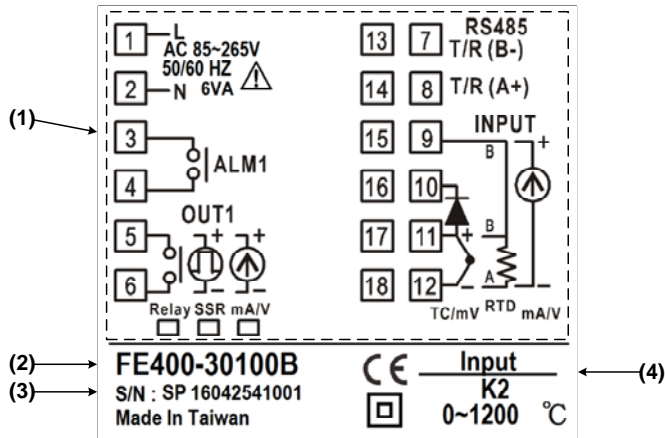 1 L
AC 85~265V
50/60 HZ
2 N 6VA
(1)
3
ALM1
4
OUT1
5 + +
6 - -
Relay SSR mA/V
13 7 RS485
T/R (B-)
14 8 T/R (A+)
INPUT
15 9 +
B
16 10
17 11 + B
A
18 12 - -
TC/mV RTD mA/V
(2) FE400-30100B
(3) S/N : SP 16042541001
Made In Taiwan
CE Input (4)
K2
0~1200 ℃